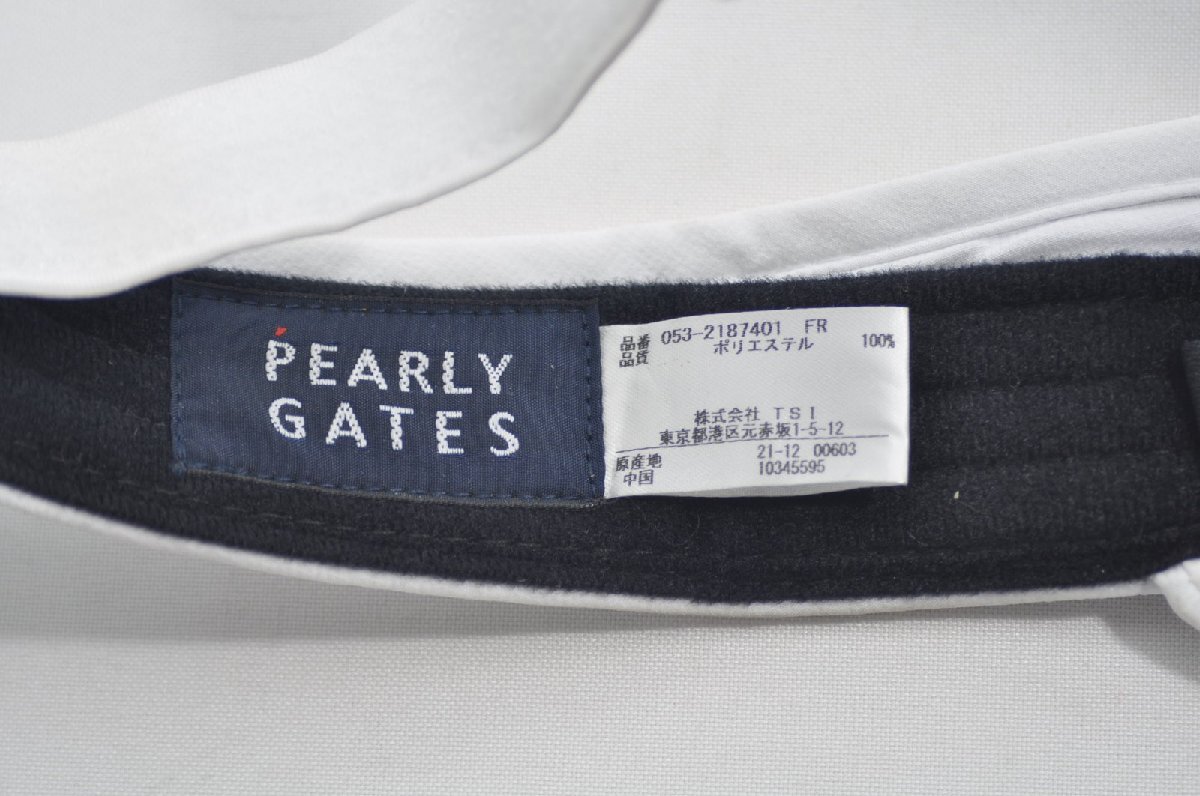 PEARLY
GATES
品番 053-2187401 FR
品質 ポリエステル 100%
株式会社 TSI
東京都港区元赤坂1-5-12
原産地 21-12 00603
中国 10345595